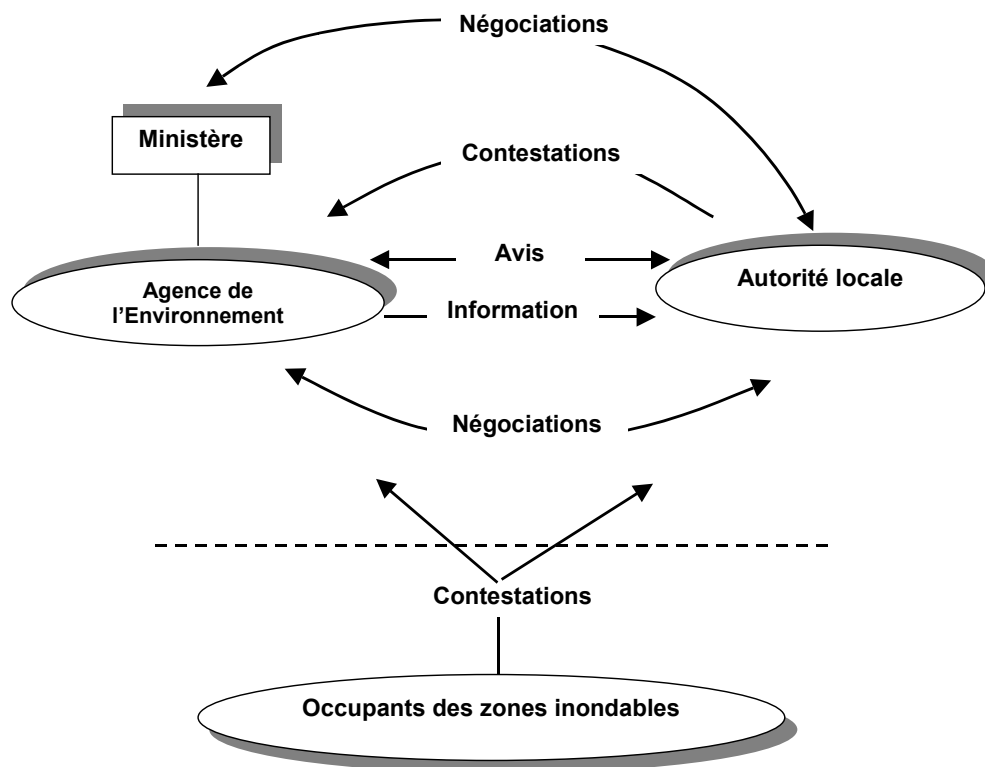 Négociations
Ministère
Contestations
Avis
Autorité locale
Agence de
l'Environnement
Information
Négociations
Contestations
Occupants des zones inondables